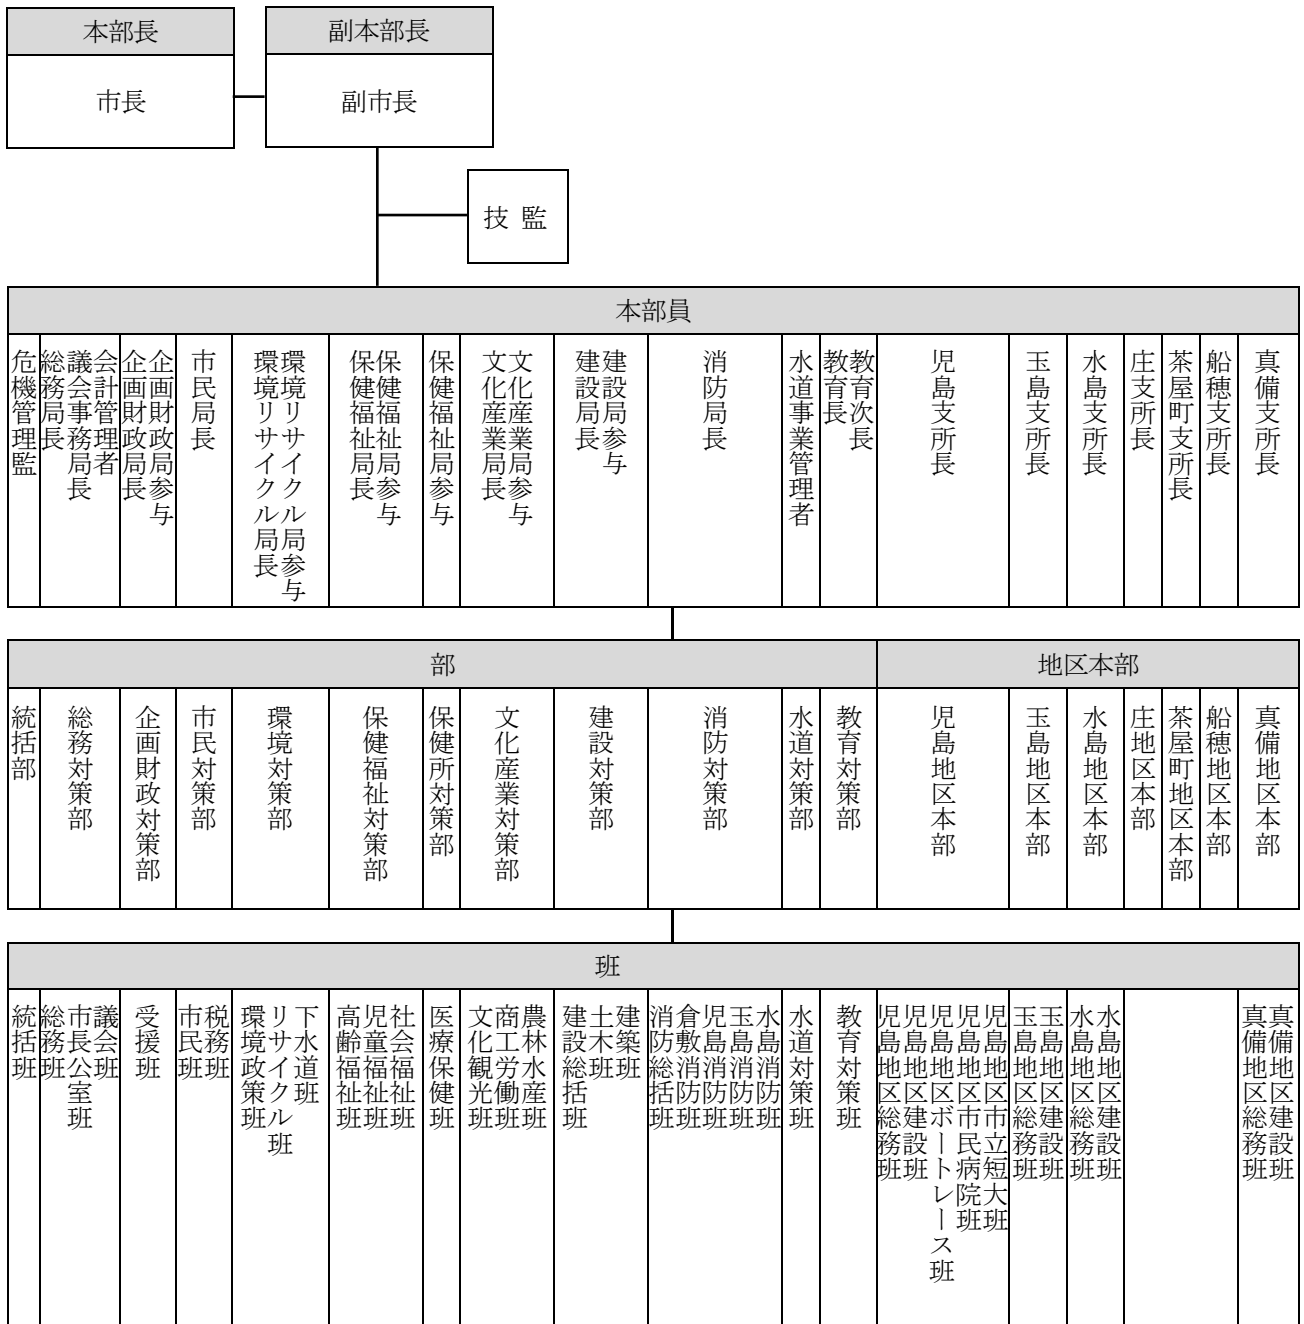 本部長
副本部長
市長
副市長
技 監
本部員
危機管理監
総務局長
議会事務局長
会計管理者
企画財政局長
企画財政局参与
市民局長
環境リサイクル局長
環境リサイクル局参与
保健福祉局長
保健福祉局参与
保健福祉局参与
文化産業局長
文化産業局参与
建設局長
建設局参与
消防局長
水道事業管理者
教育長
教育次長
児島支所長
玉島支所長
水島支所長
庄支所長
茶屋町支所長
船穂支所長
真備支所長
部
地区本部
統括部
総務対策部
企画財政対策部
市民対策部
環境対策部
保健福祉対策部
保健所対策部
文化産業対策部
建設対策部
消防対策部
水道対策部
教育対策部
児島地区本部
玉島地区本部
水島地区本部
庄地区本部
茶屋町地区本部
船穂地区本部
真備地区本部
班
統括班
総務班
市長公室班
議会班
受援班
市民班
税務班
環境政策班
リサイクル班
下水道班
高齢福祉班
児童福祉班
社会福祉班
医療保健班
文化観光班
商工労働班
農林水産班
建設総括班
土木班
建築班
消防総括班
倉敷消防班
児島消防班
玉島消防班
水島消防班
水道対策班
教育対策班
児島地区総務班
児島地区建設班
児島地区ボートレース班
児島地区市民病院班
児島地区市立短大班
玉島地区総務班
玉島地区建設班
水島地区総務班
水島地区建設班
真備地区総務班
真備地区建設班